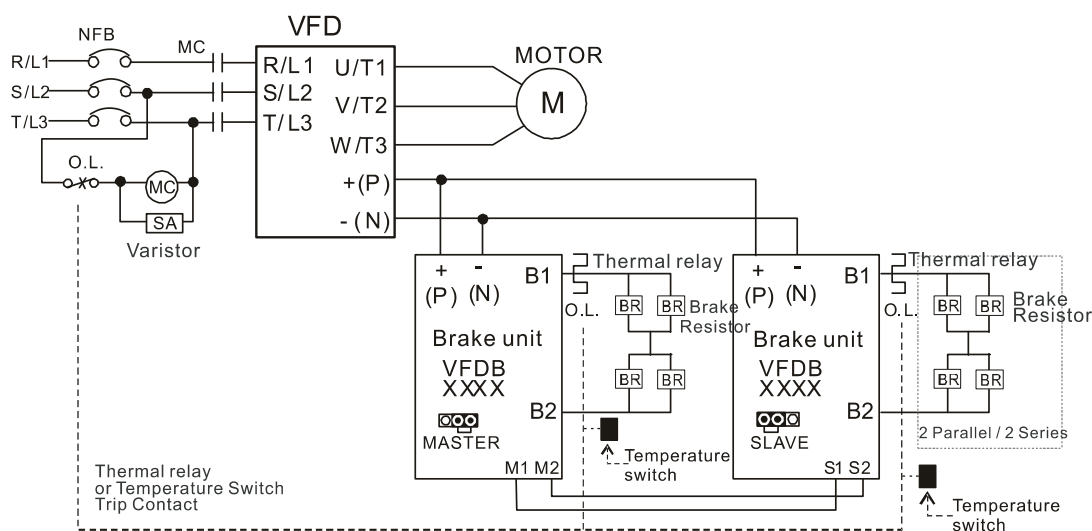 VFD
NFB
MC
MOTOR
R/L1
R/L1
U/T1
S/L2
S/L2
V/T2
M
T/L3
T/L3
W/T3
O.L.
MC
+(P)
SA
-(N)
Varistor
+
(P)
-
(N)
B1
Thermal relay
O.L.
BR
BR
Brake
Resistor
Brake unit
VFDB
XXXX
BR
BR
B2
MASTER
M1 M2
Temperature
switch
+
(P)
-
(N)
B1
Thermal relay
O.L.
BR
BR
Brake
Resistor
Brake unit
VFDB
XXXX
BR
BR
B2
2 Parallel / 2 Series
SLAVE
S1 S2
Temperature
switch
Thermal relay
or Temperature Switch
Trip Contact